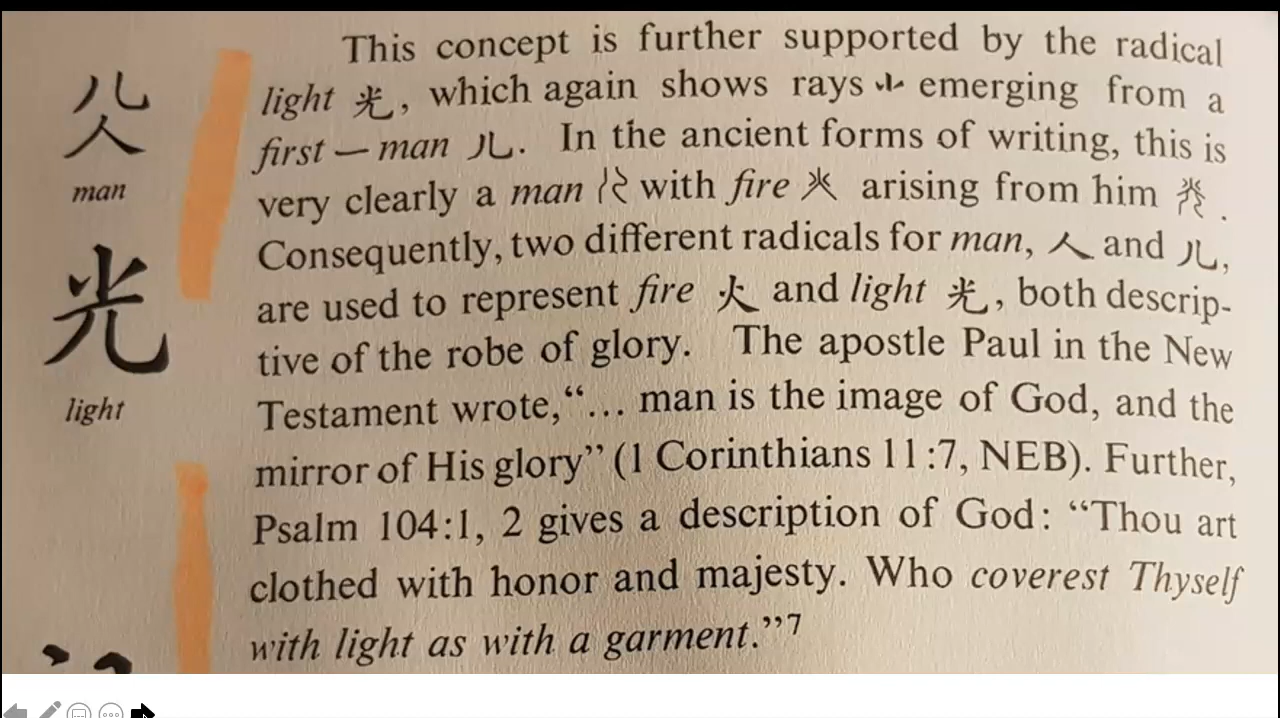 儿
人
man
光
light
This concept is further supported by the radical
light 光, which again shows rays emerging from a
first 一 man 儿. In the ancient forms of writing, this is
very clearly a man with fire arising from him .
Consequently, two different radicals for man, 人 and 儿,
are used to represent fire 火 and light 光, both descrip-
tive of the robe of glory. The apostle Paul in the New
Testament wrote,“... man is the image of God, and the
mirror of His glory” (1 Corinthians 11:7, NEB). Further,
Psalm 104:1, 2 gives a description of God: “Thou art
clothed with honor and majesty. Who coverest Thyself
with light as with a garment.”7